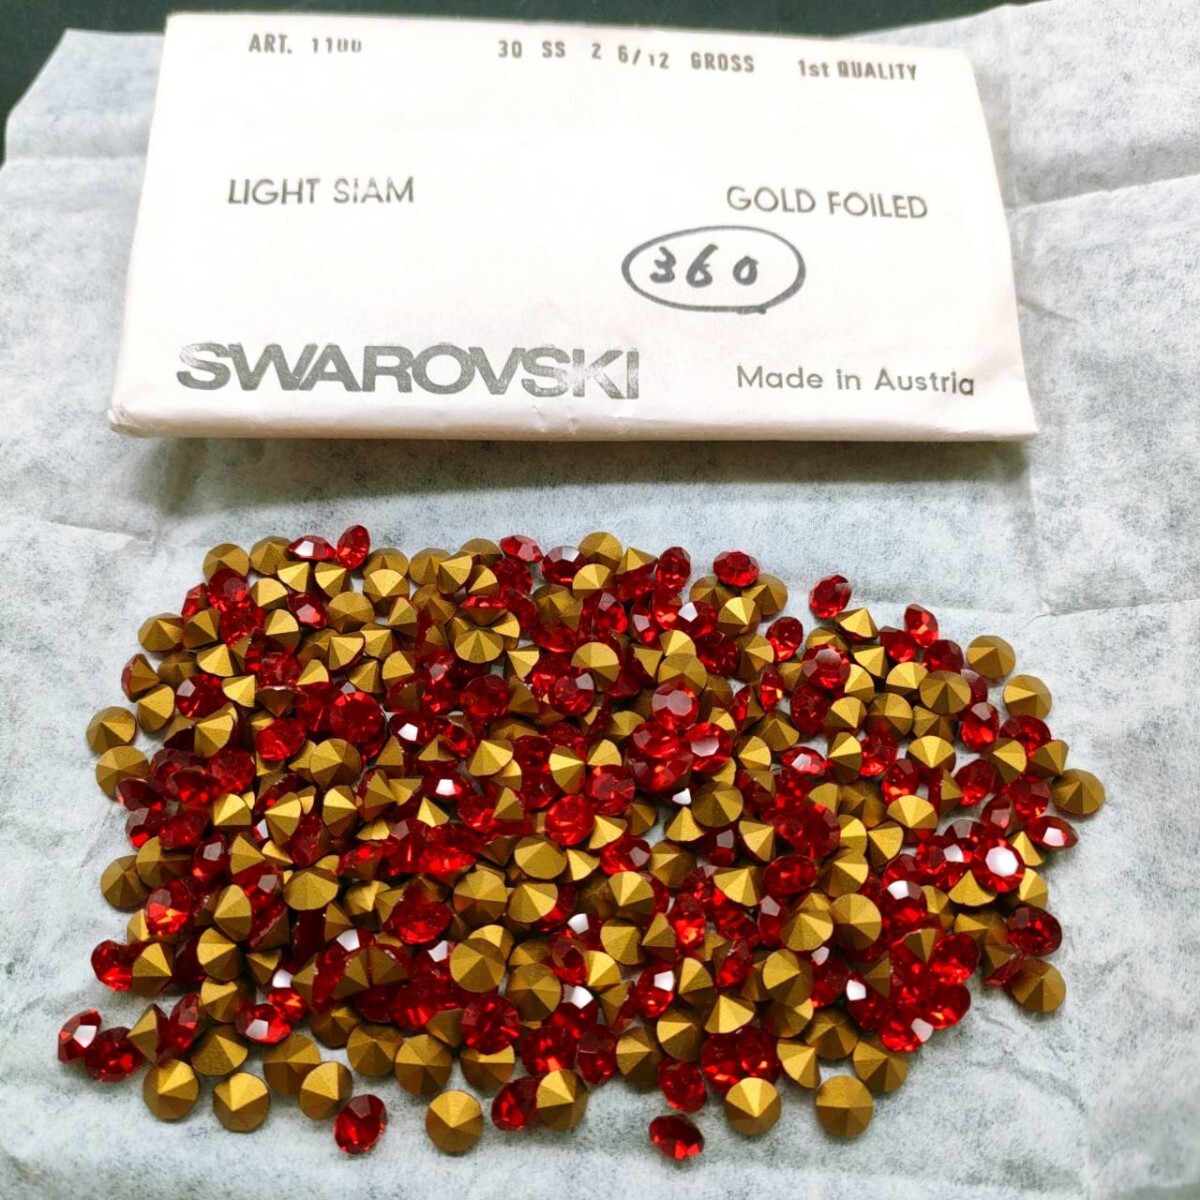 ART. 1100 30 SS 2 6/12 GROSS 1st QUALITY
LIGHT SIAM GOLD FOILED
360
SWAROVSKI Made in Austria